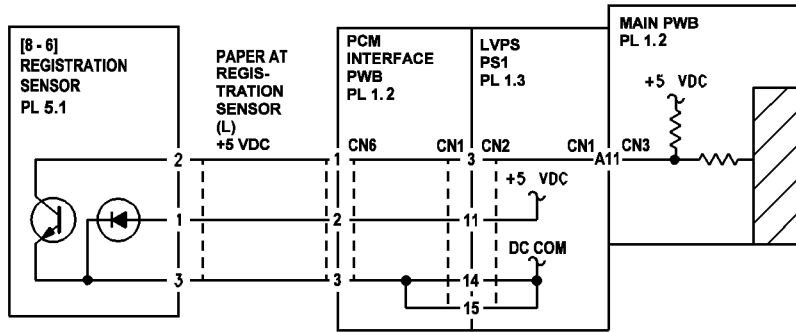 [8 - 6]
REGISTRATION
SENSOR
PL 5.1
PAPER AT
REGIS-
TRATION
SENSOR
(L)
+5 VDC
PCM
INTERFACE
PWB
PL 1.2
LVPS
PS1
PL 1.3
MAIN PWB
PL 1.2
+5 VDC
2
1
CN6
CN1
3
CN2
CN1
A11
CN3
+5 VDC
1
2
11
DC COM
3
3
14
15